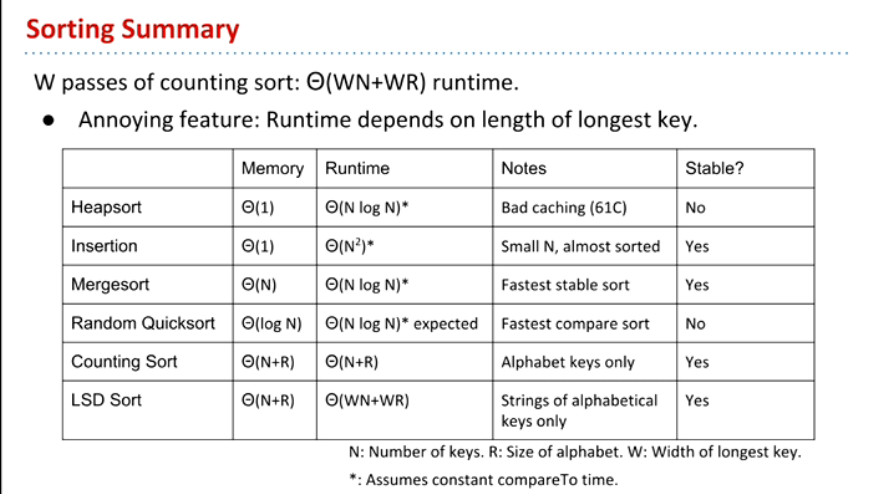 Sorting Summary
W passes of counting sort: Θ(WN+WR) runtime.
● Annoying feature: Runtime depends on length of longest key.
Memory Runtime Notes Stable?
Heapsort Θ(1) Θ(N log N)* Bad caching (61C) No
Insertion Θ(1) Θ(N²)* Small N, almost sorted Yes
Mergesort Θ(N) Θ(N log N)* Fastest stable sort Yes
Random Quicksort Θ(log N) Θ(N log N)* expected Fastest compare sort No
Counting Sort Θ(N+R) Θ(N+R) Alphabet keys only Yes
LSD Sort Θ(N+R) Θ(WN+WR) Strings of alphabetical Yes
keys only
N: Number of keys. R: Size of alphabet. W: Width of longest key.
*: Assumes constant compareTo time.